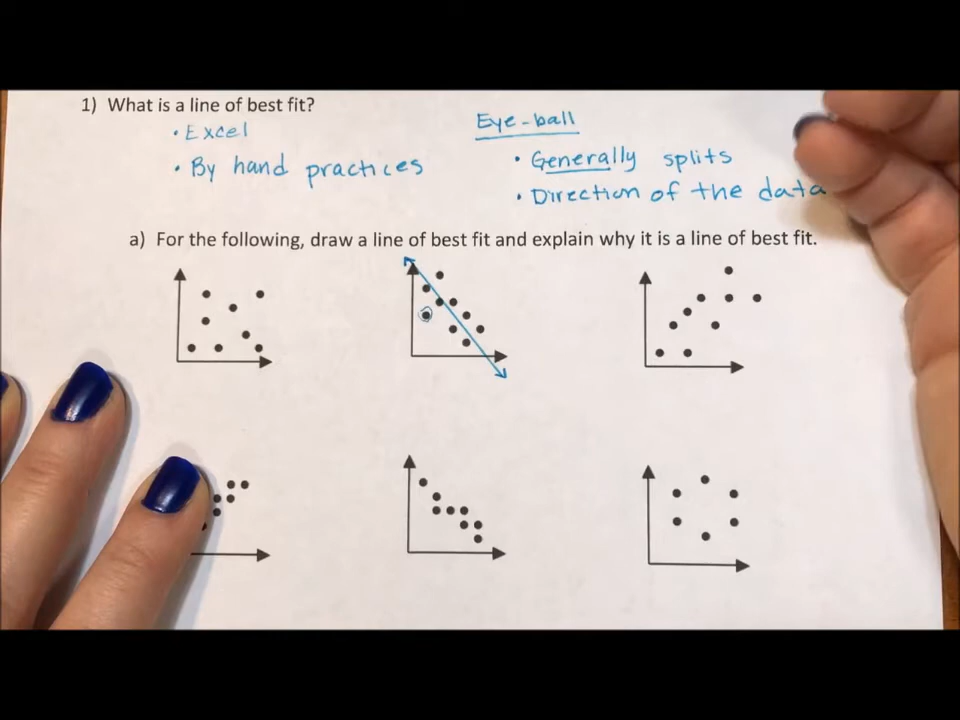 1) What is a line of best fit?
• Excel
• By hand practices
Eye-ball
• Generally splits
• Direction of the data
a) For the following, draw a line of best fit and explain why it is a line of best fit.